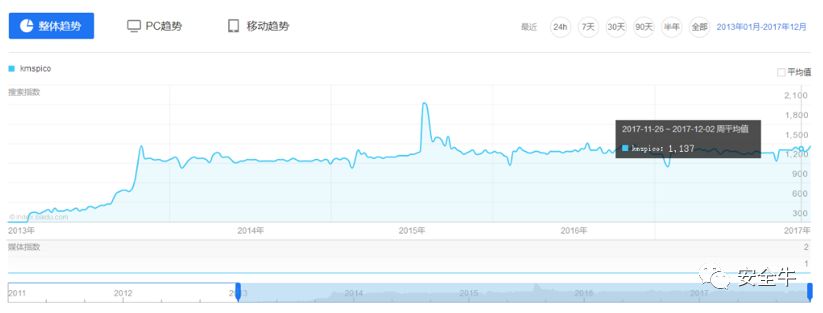 整体趋势 PC趋势 移动趋势 最近 24h 7天 30天 90天 半年 全部 2013年01月-2017年12月
kmspico 平均值
搜索指数
2,100
1,800
1,500
1,200
900
600
300
2017-11-26 ~ 2017-12-02 周平均值
kmspico: 1,137
© index.baidu.com
2013年 2014年 2015年 2016年 2017年
媒体指数 2
1
安全牛
2011 2012 2013 2014 2015 2016 2017